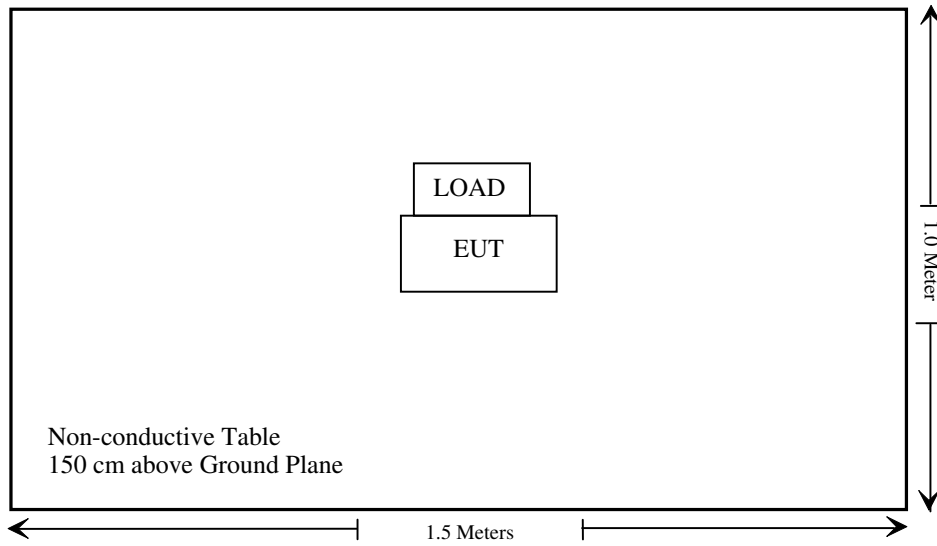 LOAD
EUT
1.0 Meter
Non-conductive Table
150 cm above Ground Plane
1.5 Meters